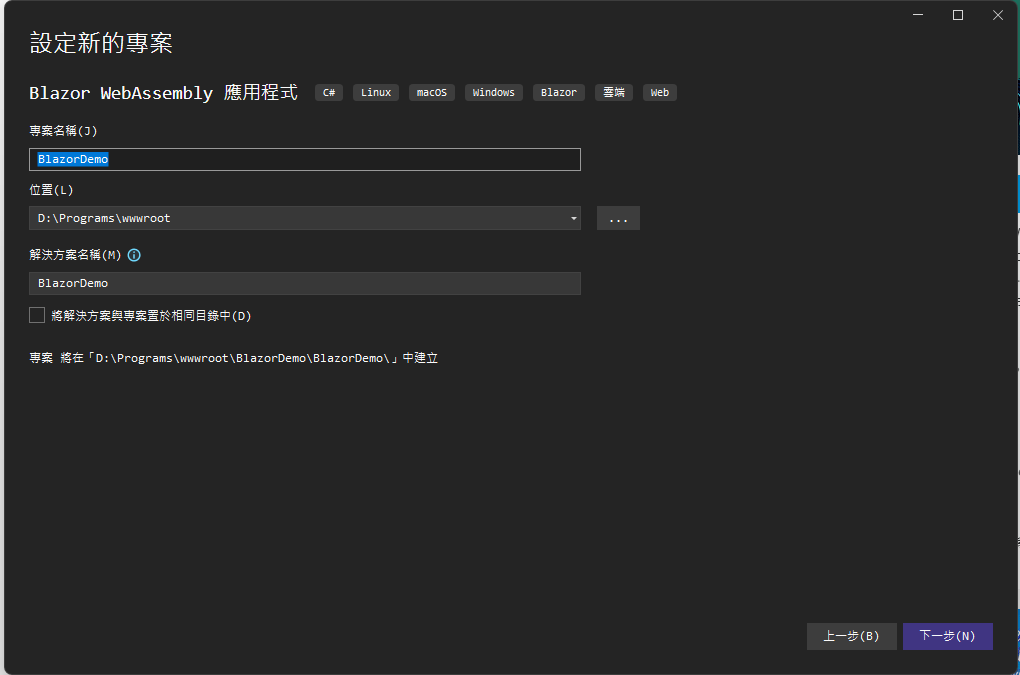 設定新的專案
Blazor WebAssembly 應用程式 C# Linux macOS Windows Blazor 雲端 Web
專案名稱(J)
BlazorDemo
位置(L)
D:\Programs\wwwroot ...
解決方案名稱(M)
BlazorDemo
將解決方案與專案置於相同目錄中(D)
專案 將在「D:\Programs\wwwroot\BlazorDemo\BlazorDemo\」中建立
上一步(B) 下一步(N)